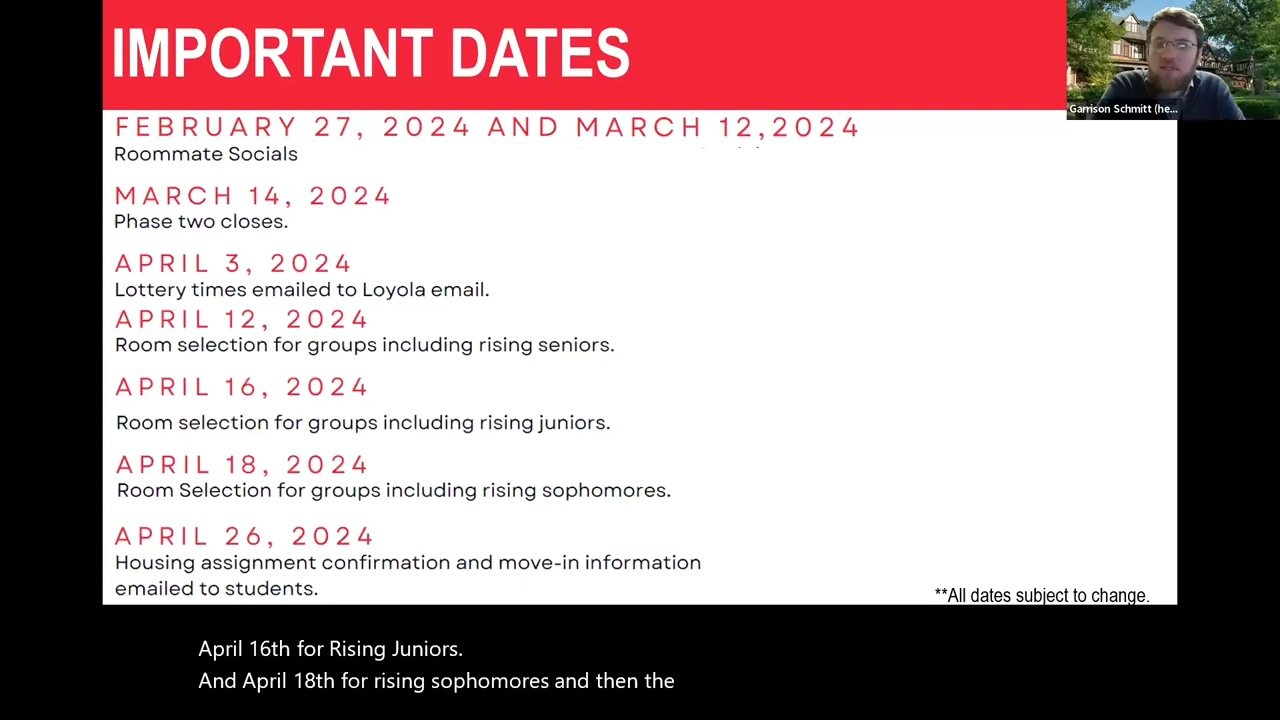 IMPORTANT DATES
Garrison Schmitt (he...
FEBRUARY 27, 2024 AND MARCH 12,2024
Roommate Socials
MARCH 14, 2024
Phase two closes.
APRIL 3, 2024
Lottery times emailed to Loyola email.
APRIL 12, 2024
Room selection for groups including rising seniors.
APRIL 16, 2024
Room selection for groups including rising juniors.
APRIL 18, 2024
Room Selection for groups including rising sophomores.
APRIL 26, 2024
Housing assignment confirmation and move-in information
emailed to students.
**All dates subject to change.
April 16th for Rising Juniors.
And April 18th for rising sophomores and then the